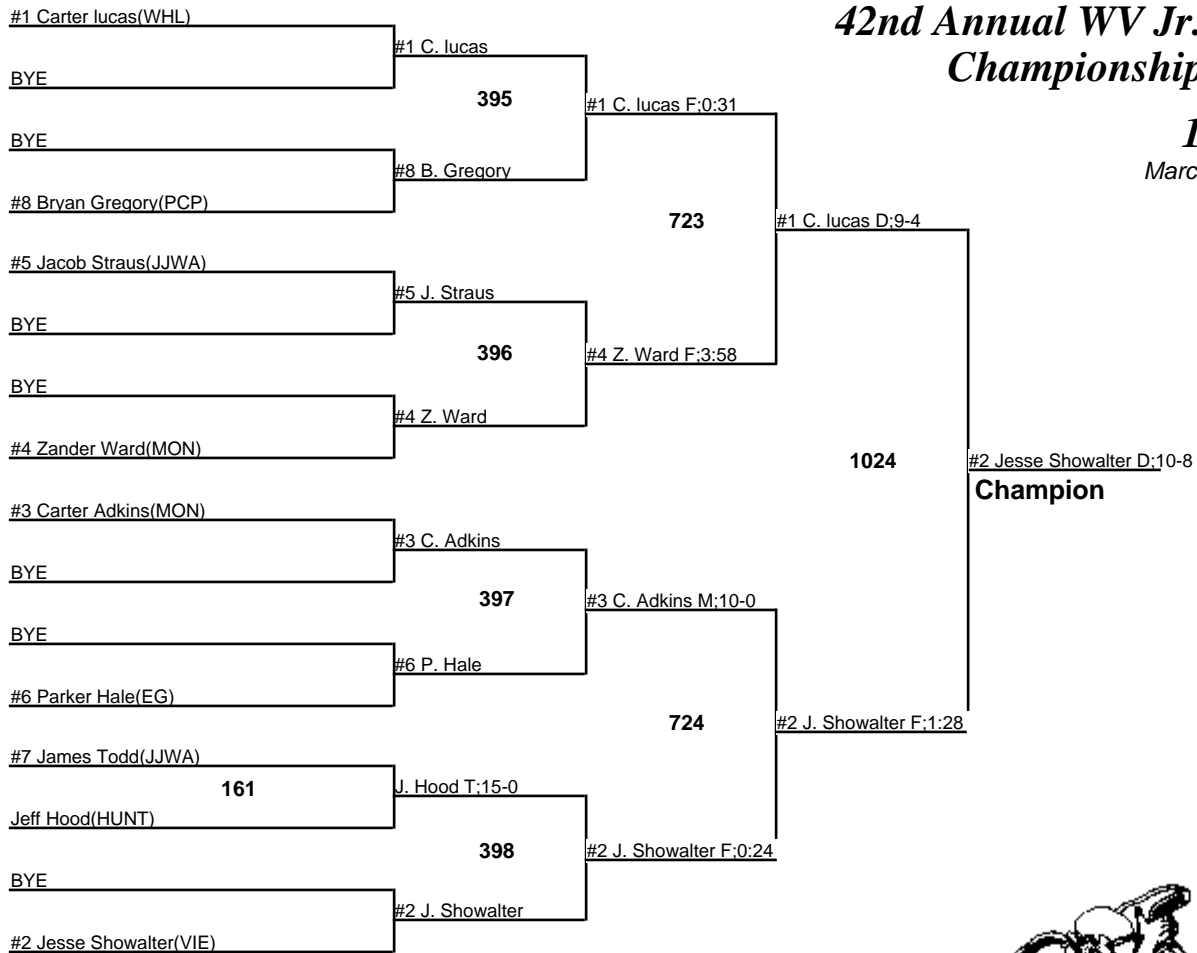 42nd Annual WV Jr.
Championship
1
Marc
#1 Carter lucas(WHL)
#1 C. lucas
BYE
395
#1 C. lucas F;0:31
BYE
#8 B. Gregory
#8 Bryan Gregory(PCP)
723
#1 C. lucas D;9-4
#5 Jacob Straus(JJWA)
#5 J. Straus
BYE
396
#4 Z. Ward F;3:58
BYE
#4 Z. Ward
#4 Zander Ward(MON)
1024
#2 Jesse Showalter D;10-8
Champion
#3 Carter Adkins(MON)
#3 C. Adkins
BYE
397
#3 C. Adkins M;10-0
BYE
#6 P. Hale
#6 Parker Hale(EG)
724
#2 J. Showalter F;1:28
#7 James Todd(JJWA)
161
J. Hood T;15-0
Jeff Hood(HUNT)
398
#2 J. Showalter F;0:24
BYE
#2 J. Showalter
#2 Jesse Showalter(VIE)